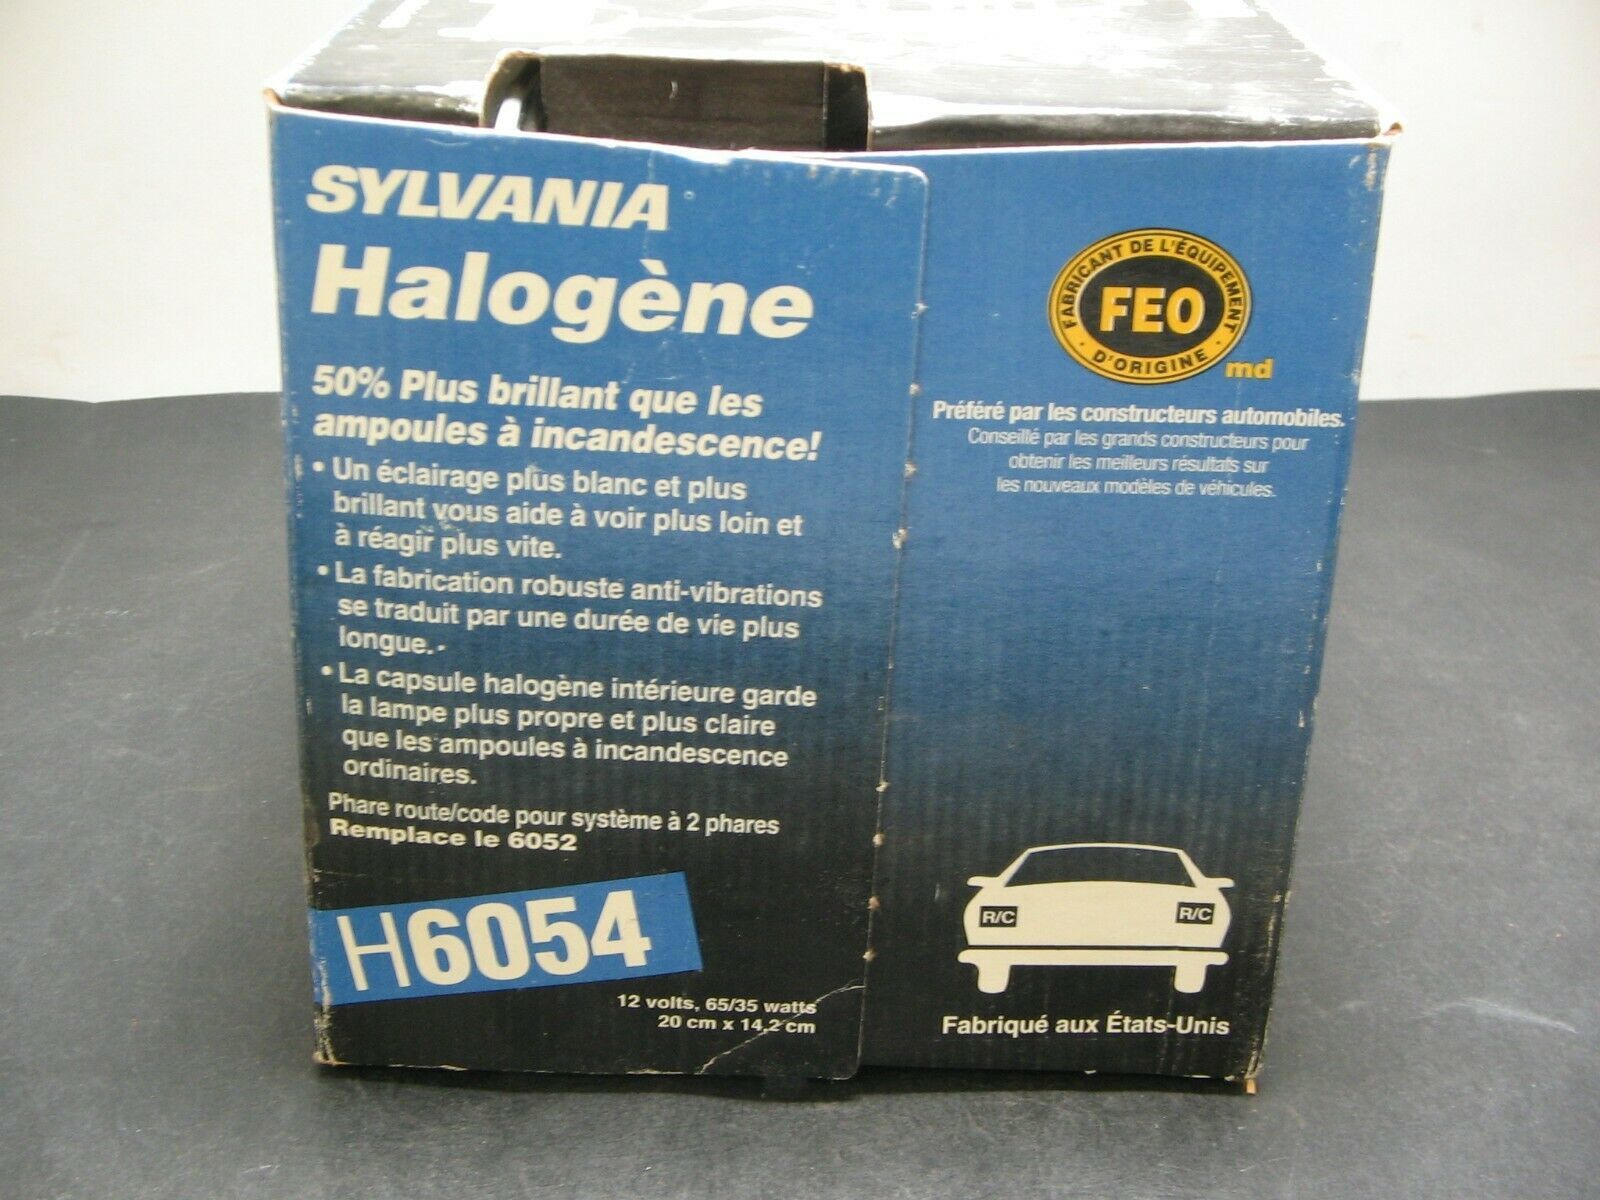 SYLVANIA
Halogène
50% Plus brillant que les
ampoules à incandescence!
• Un éclairage plus blanc et plus
brillant vous aide à voir plus loin et
à réagir plus vite.
• La fabrication robuste anti-vibrations
se traduit par une durée de vie plus
longue.
• La capsule halogène intérieure garde
la lampe plus propre et plus claire
que les ampoules à incandescence
ordinaires.
Phare route/code pour système à 2 phares
Remplace le 6052
H6054
12 volts, 65/35 watts
20 cm x 14,2 cm
FABRICANT DE L'ÉQUIPEMENT
FEO
D'ORIGINE
md
Préféré par les constructeurs automobiles.
Conseillé par les grands constructeurs pour
obtenir les meilleurs résultats sur
les nouveaux modèles de véhicules.
R/C
R/C
Fabriqué aux États-Unis